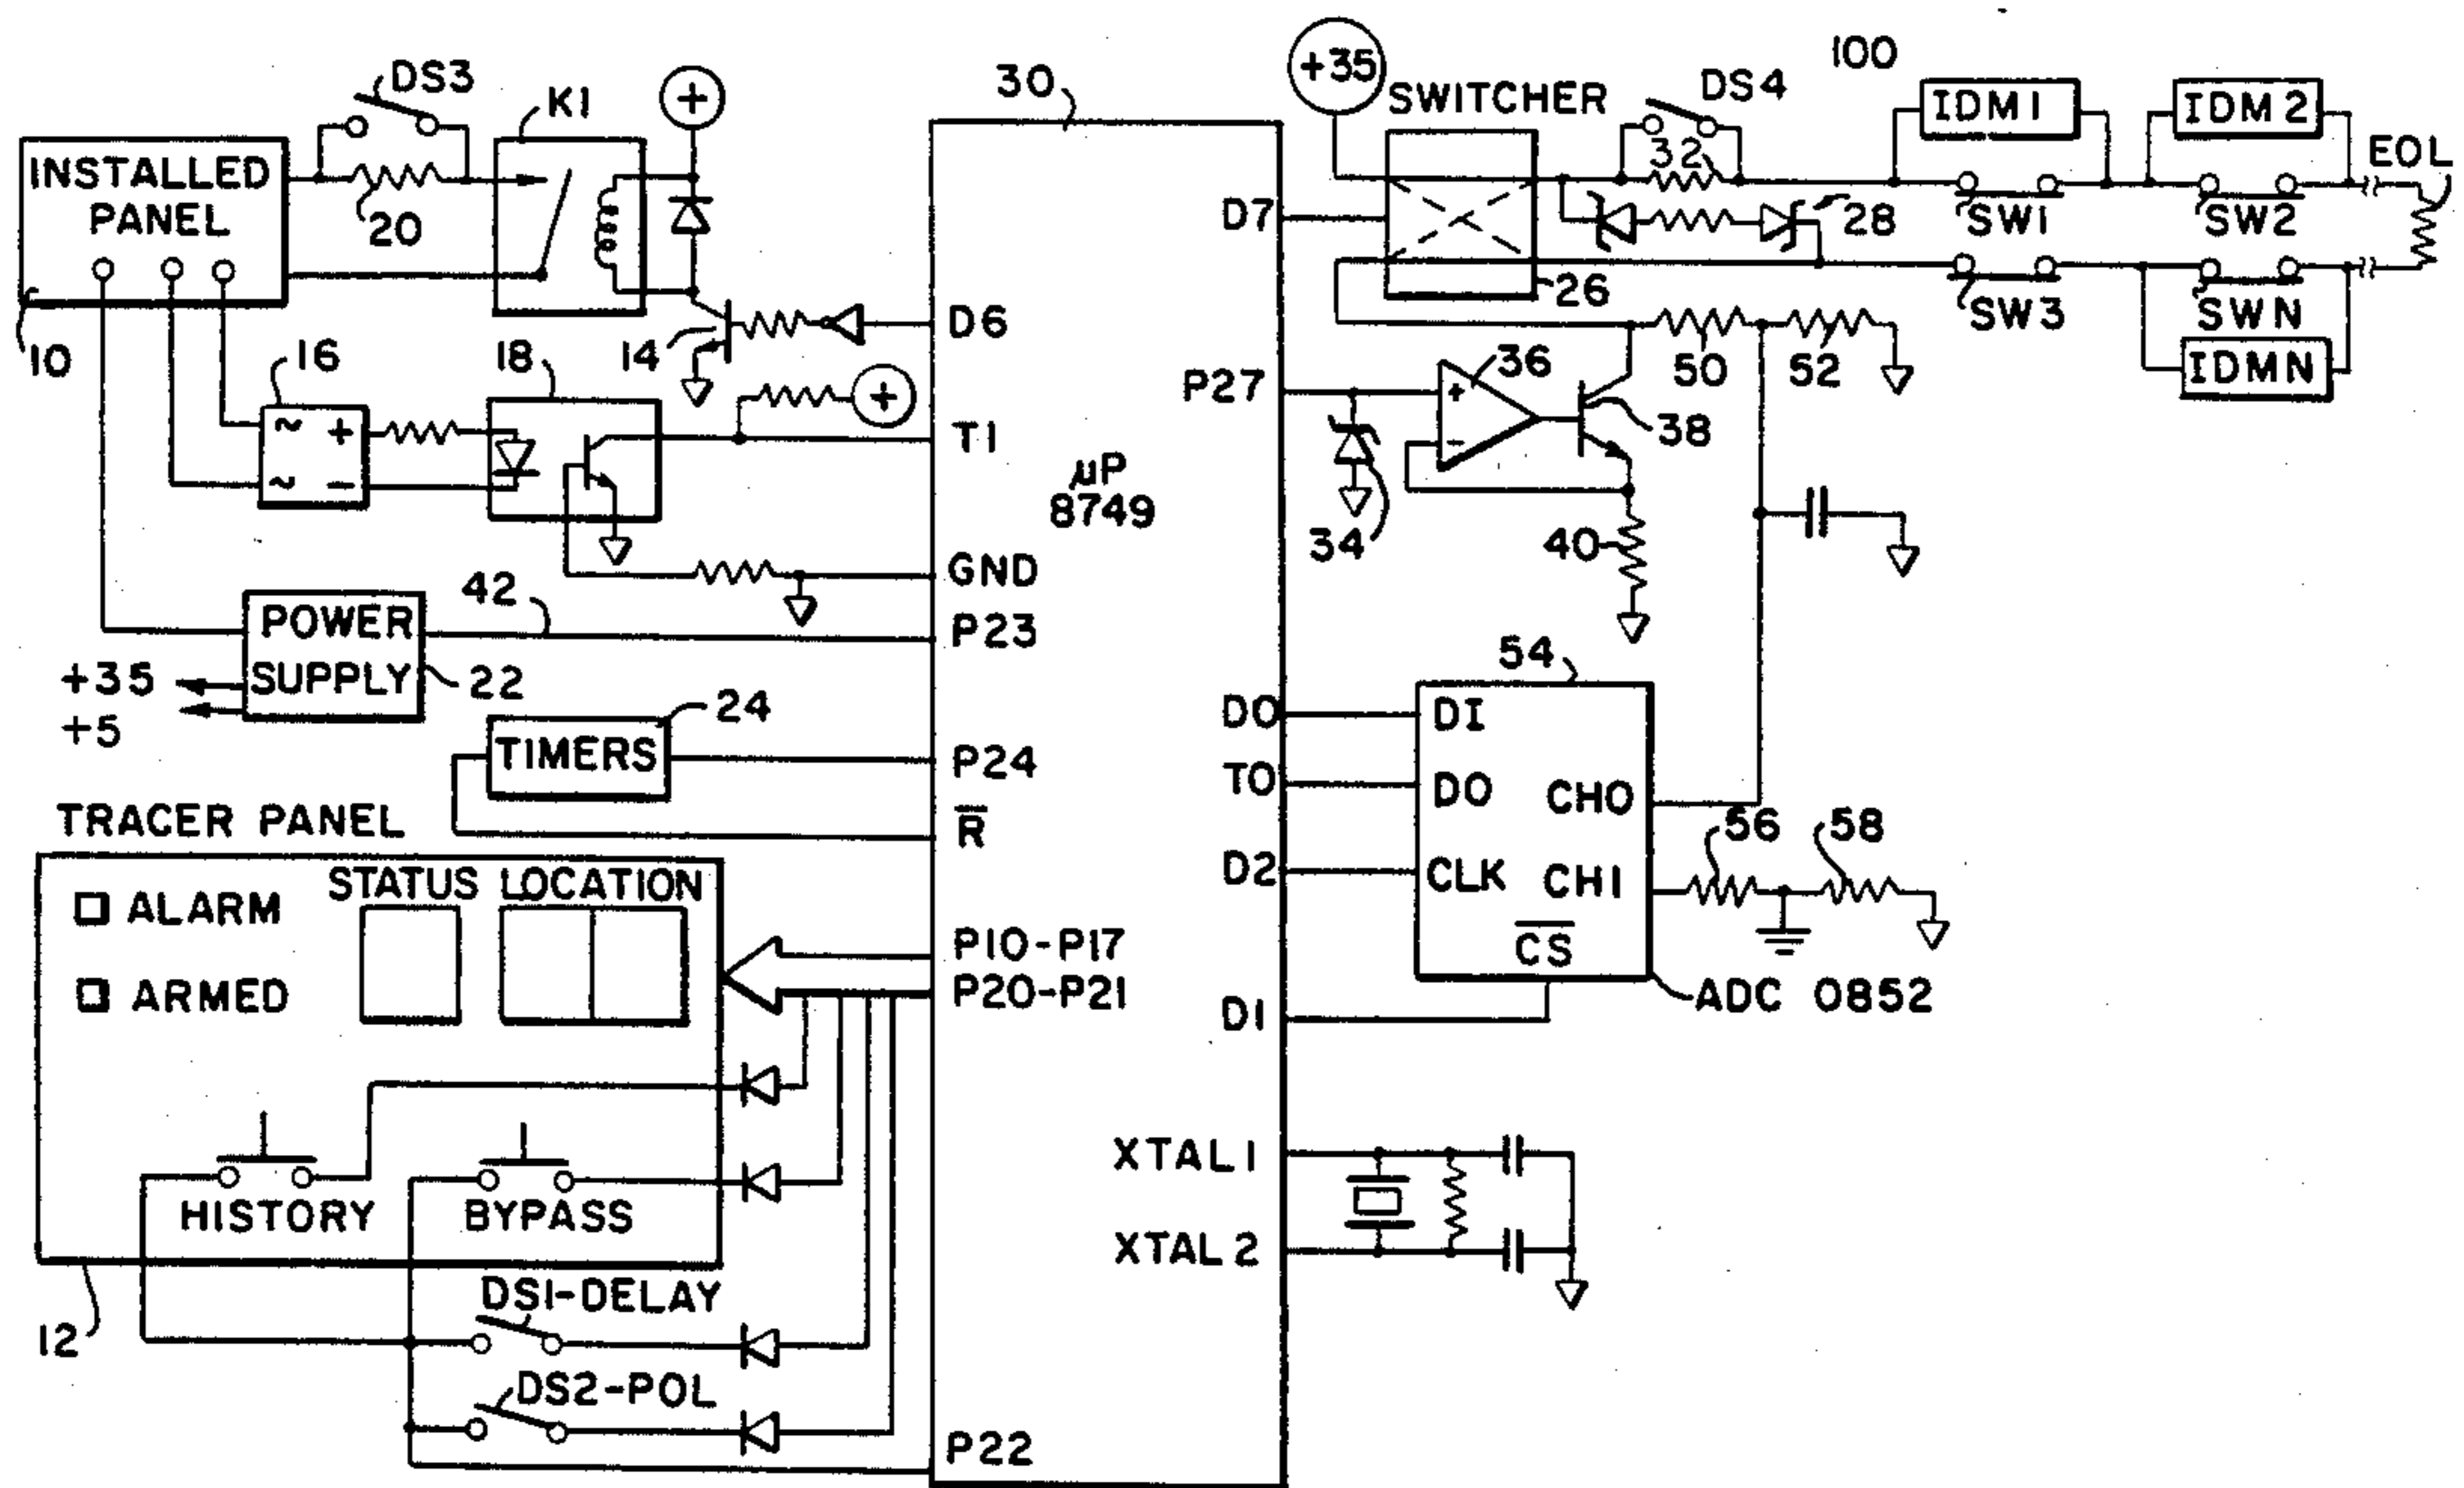 DS3
K1
+
INSTALLED
PANEL
20
10
16
18
14
~ +
~ −
+
42
POWER
SUPPLY
22
+35
+5
24
TIMERS
TRACER PANEL
STATUS LOCATION
ALARM
ARMED
HISTORY
BYPASS
12
DS1-DELAY
DS2-POL
30
D6
T1
GND
P23
P24
R̅
P10-P17
P20-P21
P22
µP
8749
D7
P27
D0
T0
D2
D1
XTAL1
XTAL2
+35
SWITCHER
DS4
32
100
IDM1
IDM2
EOL
28
SW1
SW2
26
SW3
SWN
IDMN
36
+
−
38
50
52
34
40
54
DI
DO
CLK
CH0
CH1
C̅S̅
56
58
ADC 0852